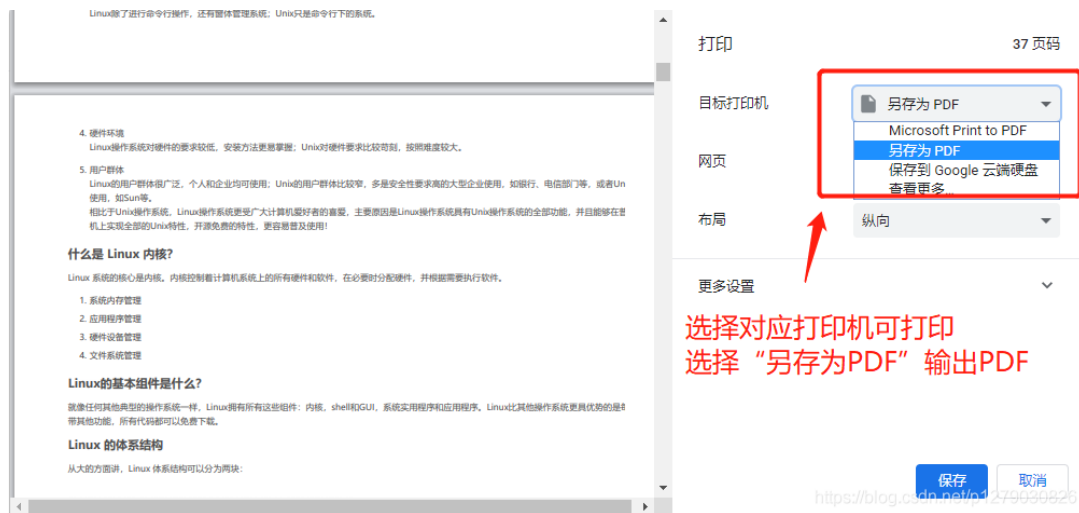 Linux除了进行命令行操作，还有窗体管理系统；Unix只是命令行下的系统。
4. 硬件环境
Linux操作系统对硬件的要求较低，安装方法更易掌握；Unix对硬件要求比较苛刻，按照难度较大。
5. 用户群体
Linux的用户群体很广泛，个人和企业均可使用；Unix的用户群体比较窄，多是安全性要求高的大型企业使用，如银行、电信部门等，或者Un
使用，如Sun等。
相比于Unix操作系统，Linux操作系统更受广大计算机爱好者的喜爱，主要原因是Linux操作系统具有Unix操作系统的全部功能，并且能够在普
机上实现全部的Unix特性，开源免费的特性，更容易普及使用！
什么是 Linux 内核？
Linux 系统的核心是内核。内核控制着计算机系统上的所有硬件和软件，在必要时分配硬件，并根据需要执行软件。
1. 系统内存管理
2. 应用程序管理
3. 硬件设备管理
4. 文件系统管理
Linux的基本组件是什么？
就像任何其他典型的操作系统一样，Linux拥有所有这些组件：内核，shell和GUI，系统实用程序和应用程序。Linux比其他操作系统更具优势的是每
带其他功能，所有代码都可以免费下载。
Linux 的体系结构
从大的方面讲，Linux 体系结构可以分为两块：
打印
37 页码
目标打印机
另存为 PDF
Microsoft Print to PDF
另存为 PDF
保存到 Google 云端硬盘
查看更多...
网页
布局
纵向
更多设置
选择对应打印机可打印
选择“另存为PDF”输出PDF
保存
取消
https://blog.csdn.net/p1279030826